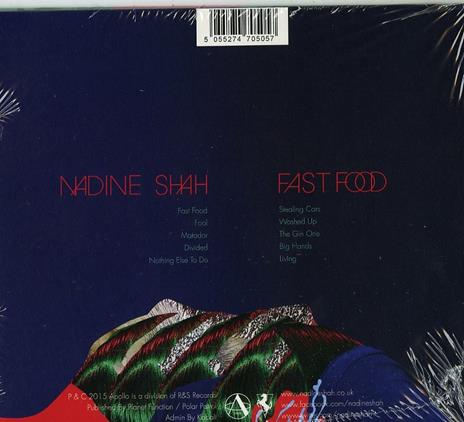 5 055274 705057
NADINE SHAH
FAST FOOD
Fast Food
Fool
Matador
Divided
Nothing Else To Do
Stealing Cars
Washed Up
The Gin One
Big Hands
Living
P & C 2015 Apollo is a division of R&S Records
Published by Planet Function / Polar Patrol
Admin By Kobalt
www.nadineshah.co.uk
www.facebook.com/nadineshah
/nadineshah